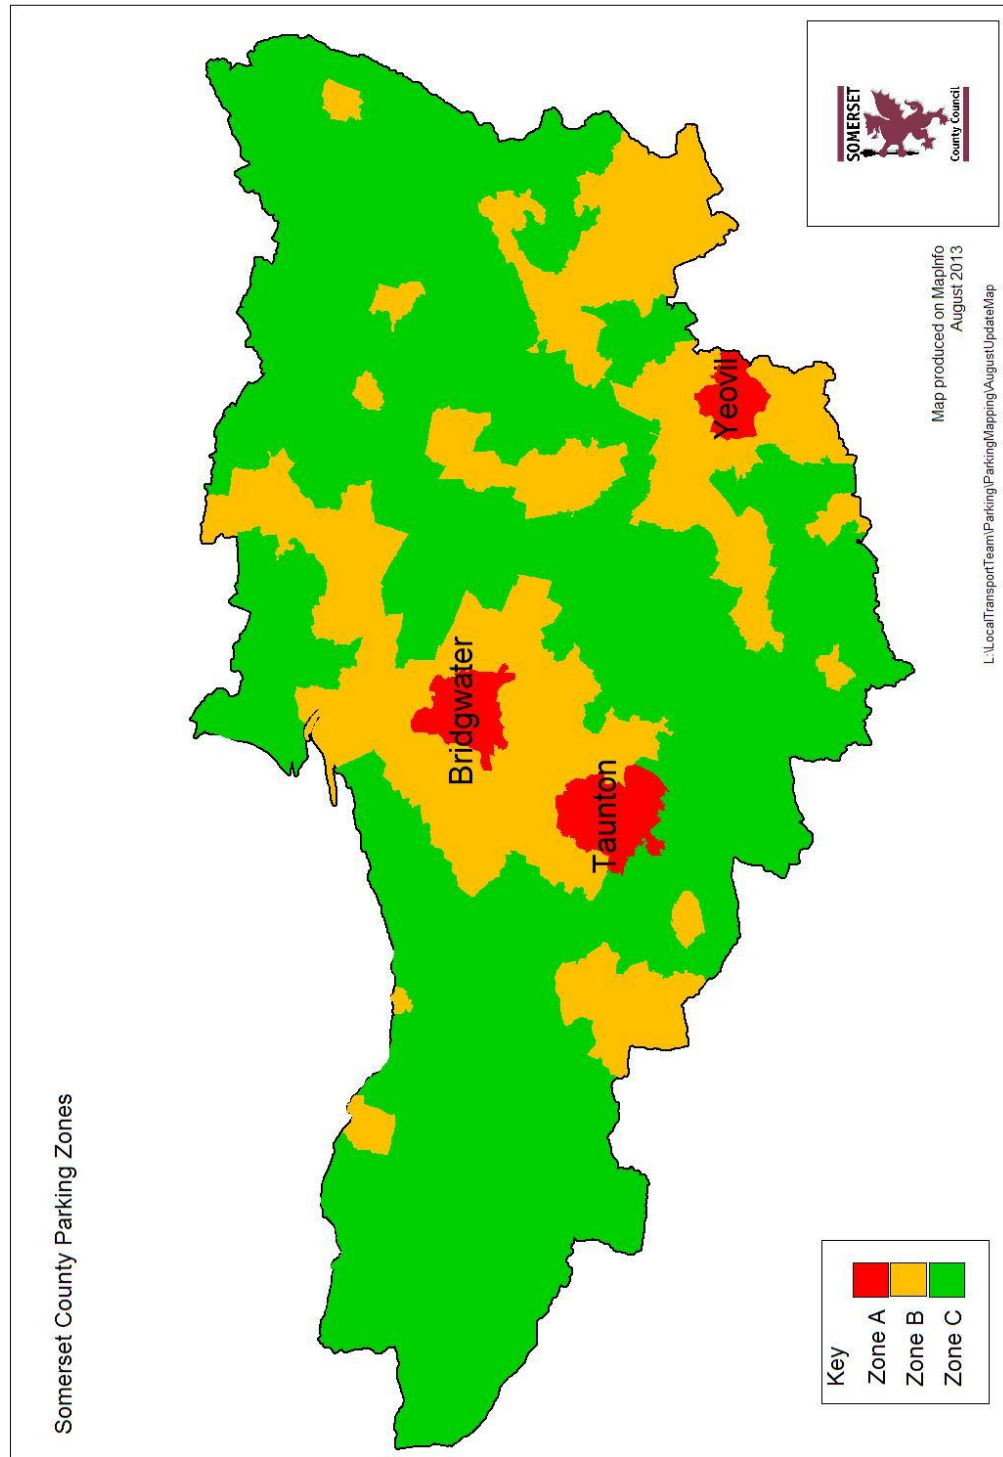 Somerset County Parking Zones
Bridgwater
Taunton
Yeovil
Key
Zone A
Zone B
Zone C
SOMERSET
County Council
Map produced on MapInfo
August 2013
L:\LocalTransportTeam\Parking\ParkingMapping\AugustUpdateMap